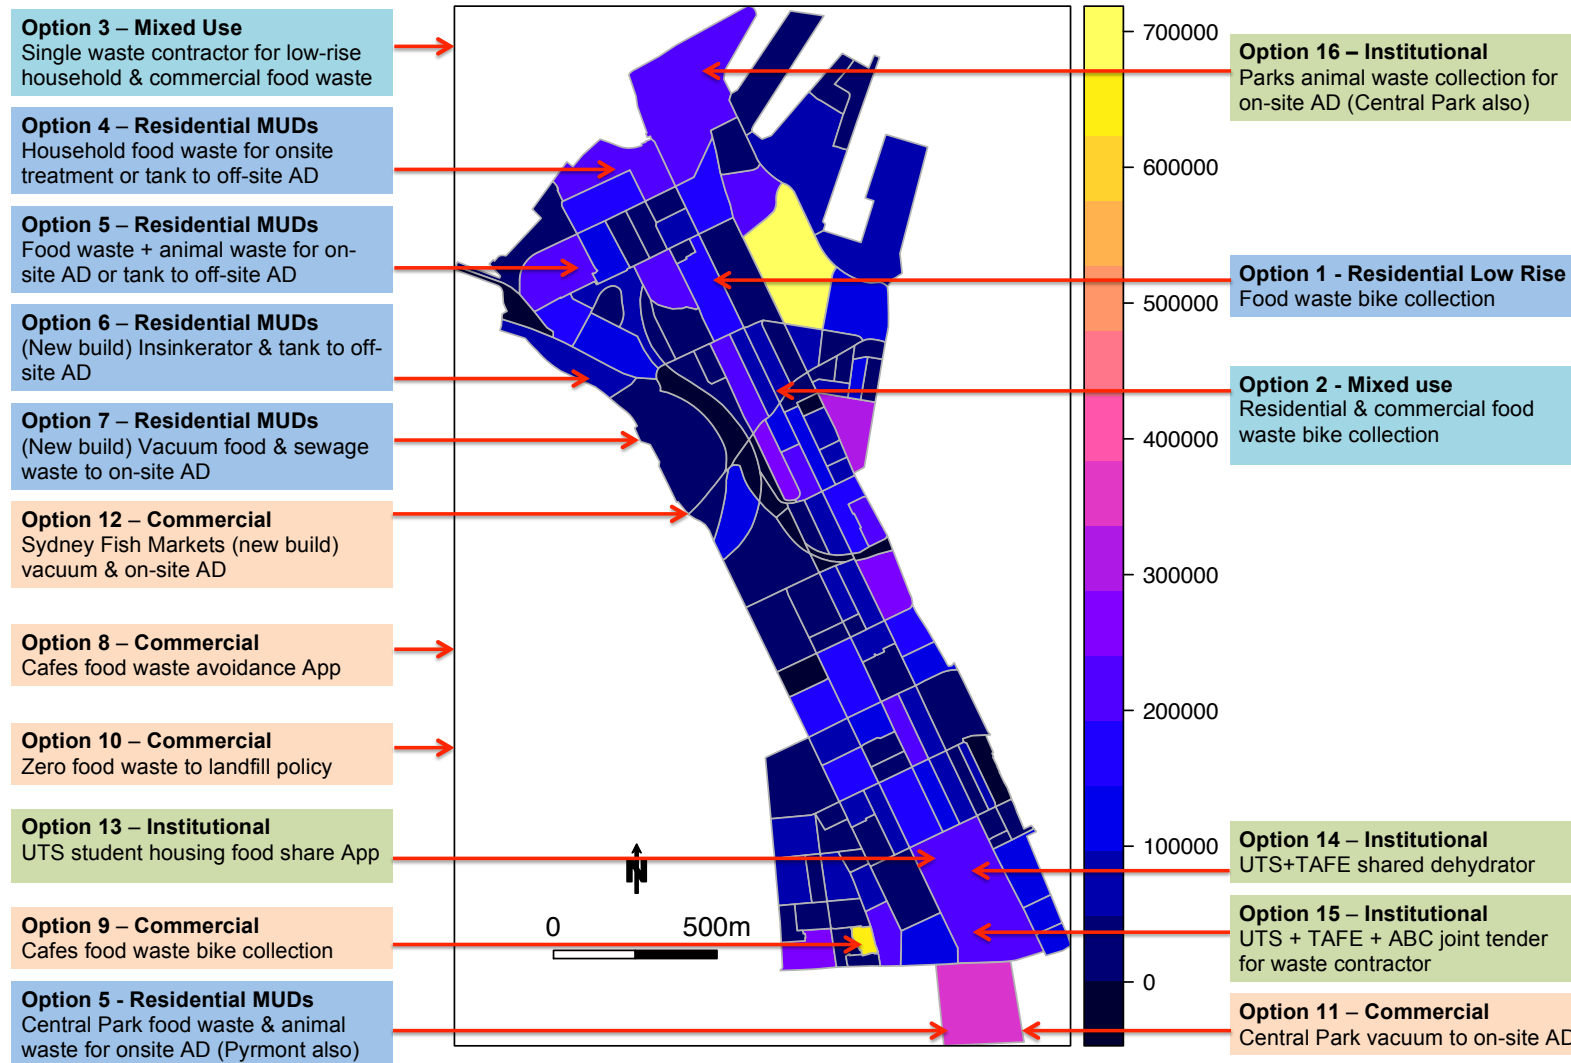 Option 3 – Mixed Use
Single waste contractor for low-rise
household & commercial food waste
Option 4 – Residential MUDs
Household food waste for onsite
treatment or tank to off-site AD
Option 5 – Residential MUDs
Food waste + animal waste for on-
site AD or tank to off-site AD
Option 6 – Residential MUDs
(New build) Insinkerator & tank to off-
site AD
Option 7 – Residential MUDs
(New build) Vacuum food & sewage
waste to on-site AD
Option 12 – Commercial
Sydney Fish Markets (new build)
vacuum & on-site AD
Option 8 – Commercial
Cafes food waste avoidance App
Option 10 – Commercial
Zero food waste to landfill policy
Option 13 – Institutional
UTS student housing food share App
Option 9 – Commercial
Cafes food waste bike collection
Option 5 - Residential MUDs
Central Park food waste & animal
waste for onsite AD (Pyrmont also)
N
0 500m
700000
600000
500000
400000
300000
200000
100000
0
Option 16 – Institutional
Parks animal waste collection for
on-site AD (Central Park also)
Option 1 - Residential Low Rise
Food waste bike collection
Option 2 - Mixed use
Residential & commercial food
waste bike collection
Option 14 – Institutional
UTS+TAFE shared dehydrator
Option 15 – Institutional
UTS + TAFE + ABC joint tender
for waste contractor
Option 11 – Commercial
Central Park vacuum to on-site AD